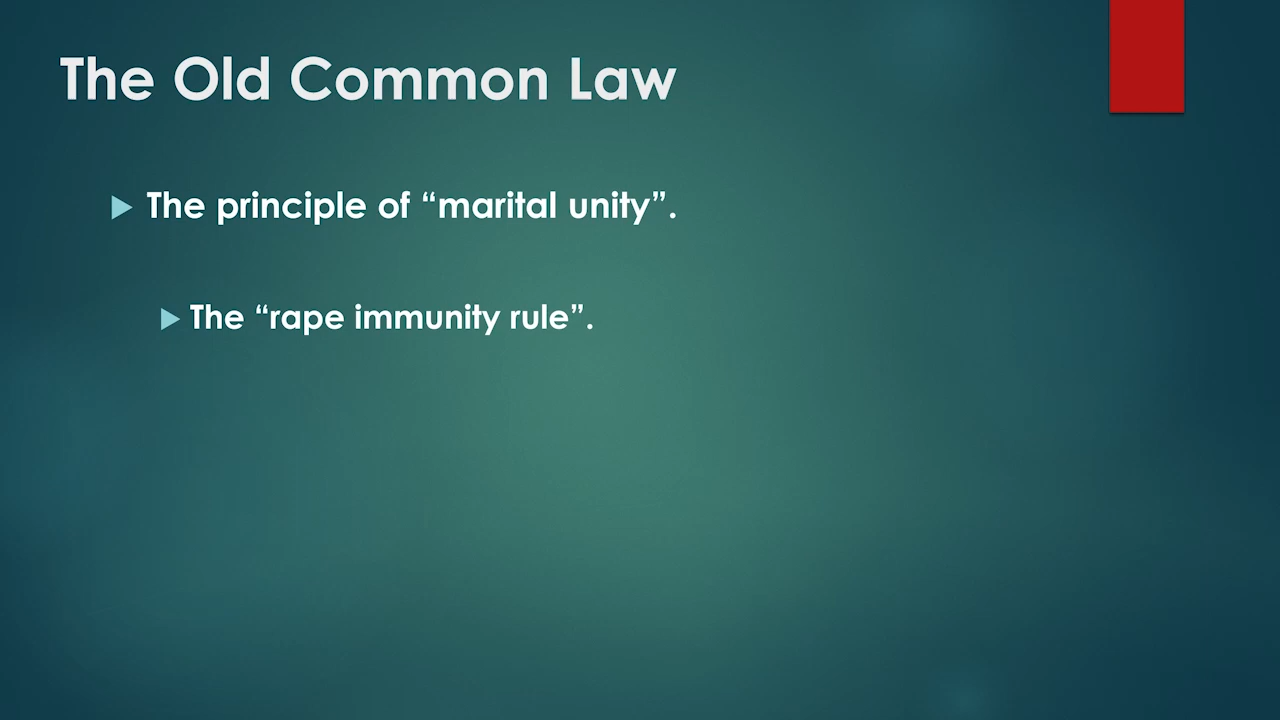 The Old Common Law
The principle of “marital unity”.
The “rape immunity rule”.